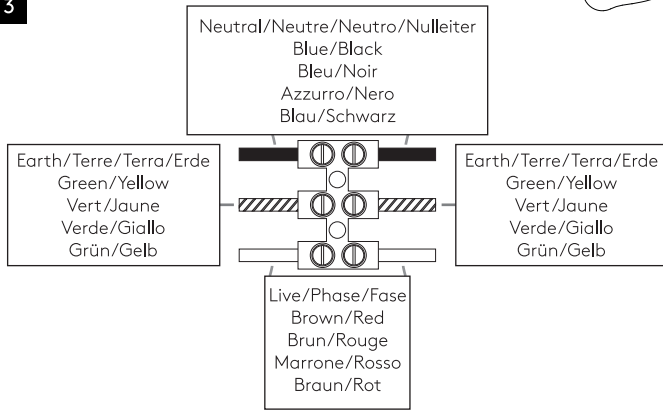 3
Neutral/Neutre/Neutro/Nulleiter
Blue/Black
Bleu/Noir
Azzurro/Nero
Blau/Schwarz
Earth/Terre/Terra/Erde
Green/Yellow
Vert/Jaune
Verde/Giallo
Grün/Gelb
Earth/Terre/Terra/Erde
Green/Yellow
Vert/Jaune
Verde/Giallo
Grün/Gelb
Live/Phase/Fase
Brown/Red
Brun/Rouge
Marrone/Rosso
Braun/Rot